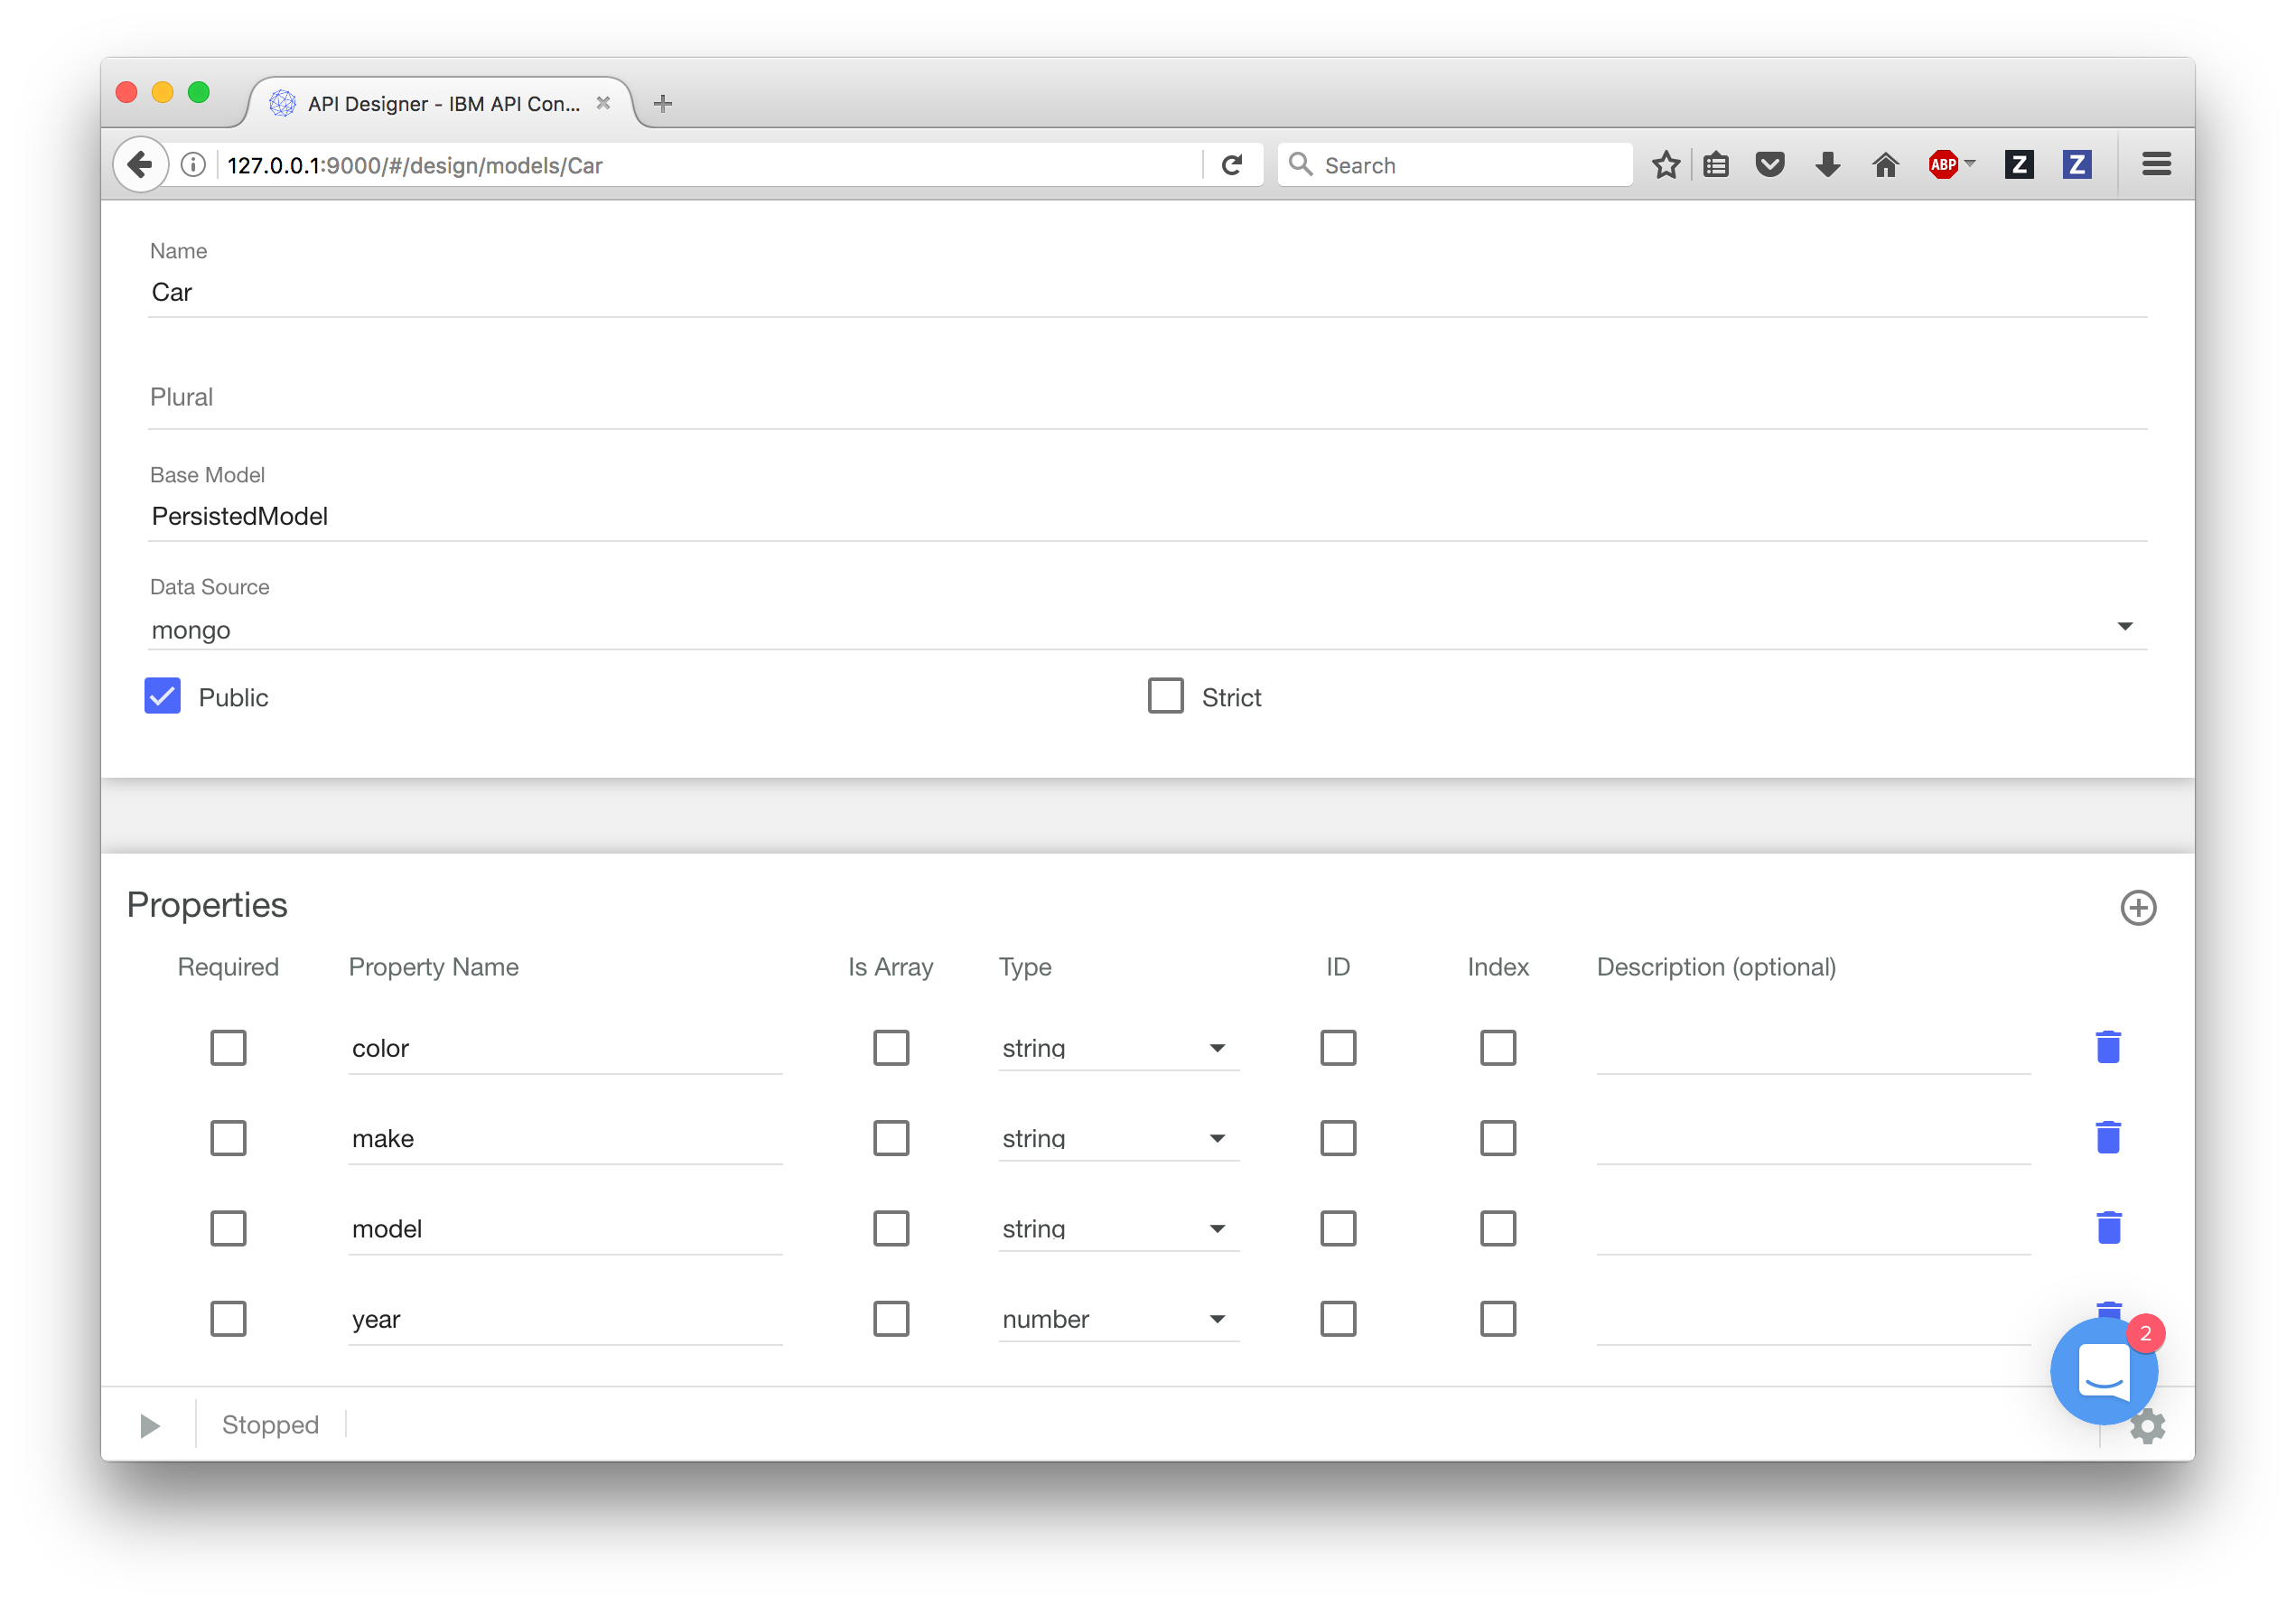 API Designer - IBM API Con...
127.0.0.1:9000/#/design/models/Car
Search
ABP
Z
Z
Name
Car
Plural
Base Model
PersistedModel
Data Source
mongo
Public
Strict
Properties
Required Property Name Is Array Type ID Index Description (optional)
color string
make string
model string
year number
2
Stopped